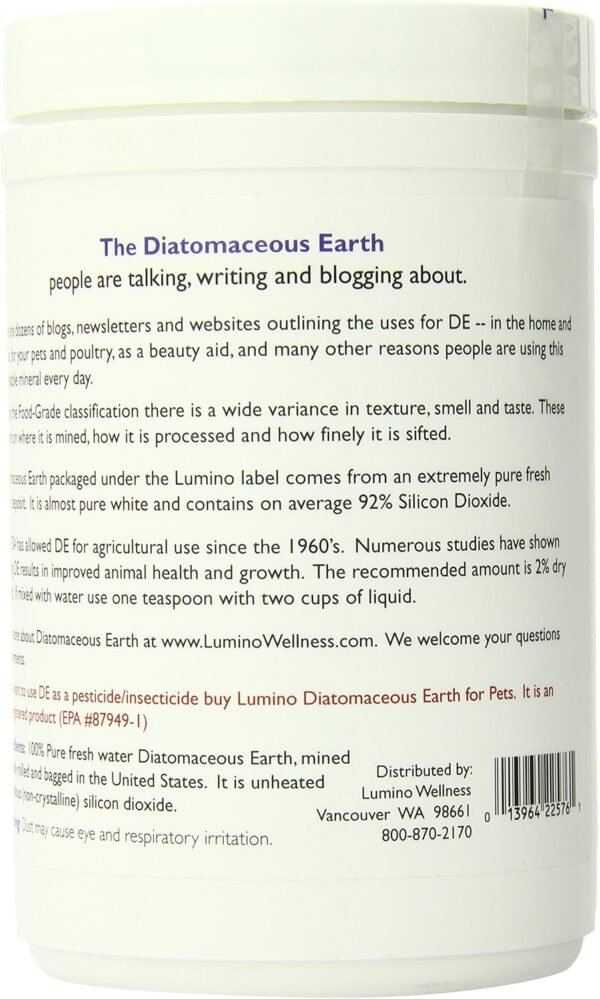 The Diatomaceous Earth
people are talking, writing and blogging about.
dozens of blogs, newsletters and websites outlining the uses for DE -- in the home and
for your pets and poultry, as a beauty aid, and many other reasons people are using this
mineral every day.
Food-Grade classification there is a wide variance in texture, smell and taste. These
on where it is mined, how it is processed and how finely it is sifted.
Earth packaged under the Lumino label comes from an extremely pure fresh
It is almost pure white and contains on average 92% Silicon Dioxide.
has allowed DE for agricultural use since the 1960's. Numerous studies have shown
DE results in improved animal health and growth. The recommended amount is 2% dry
mixed with water use one teaspoon with two cups of liquid.
about Diatomaceous Earth at www.LuminoWellness.com. We welcome your questions
to use DE as a pesticide/insecticide buy Lumino Diatomaceous Earth for Pets. It is an
product (EPA #87949-1)
100% Pure fresh water Diatomaceous Earth, mined
milled and bagged in the United States. It is unheated
(non-crystalline) silicon dioxide.
Dust may cause eye and respiratory irritation.
Distributed by:
Lumino Wellness
Vancouver WA 98661
800-870-2170
0 13964 22576 1